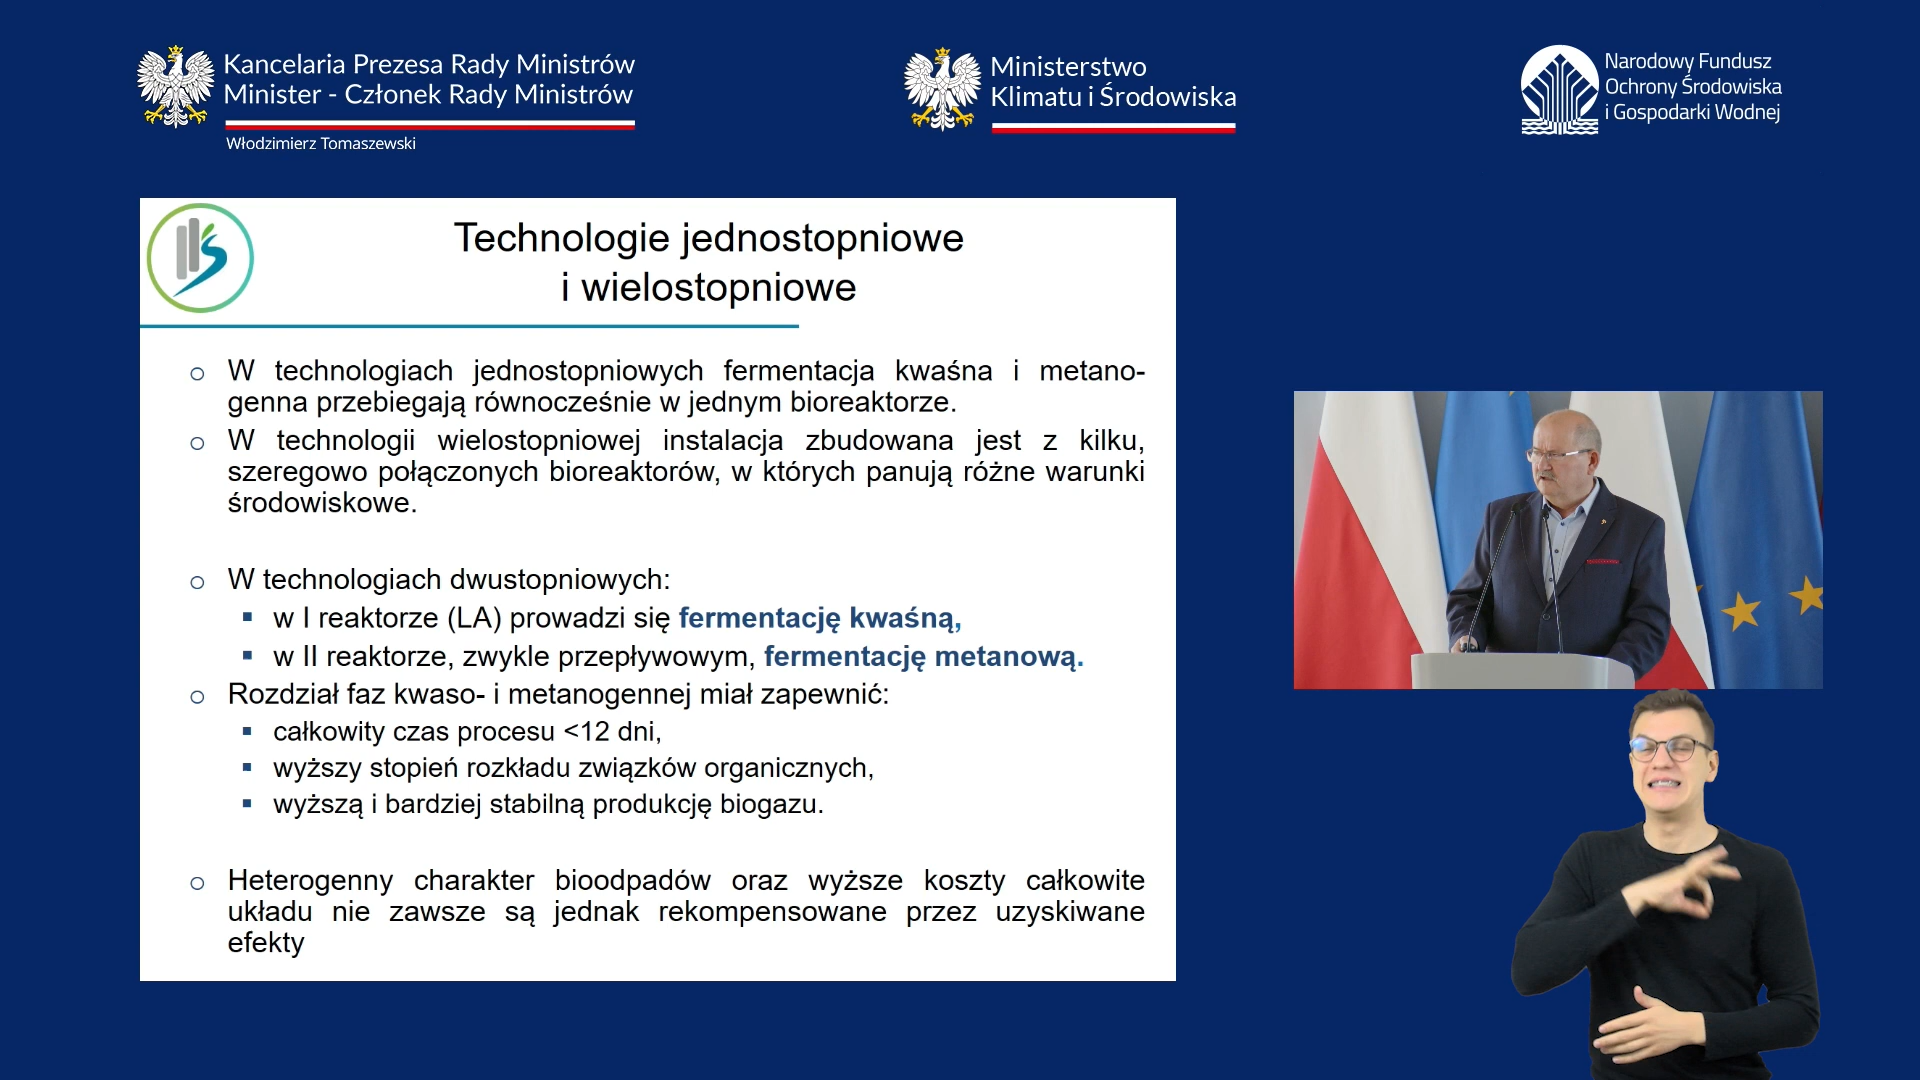 Kancelaria Prezesa Rady Ministrów
Minister - Członek Rady Ministrów
Włodzimierz Tomaszewski
Ministerstwo
Klimatu i Środowiska
Narodowy Fundusz
Ochrony Środowiska
i Gospodarki Wodnej
Technologie jednostopniowe
i wielostopniowe
W technologiach jednostopniowych fermentacja kwaśna i metano-
genna przebiegają równocześnie w jednym bioreaktorze.
W technologii wielostopniowej instalacja zbudowana jest z kilku,
szeregowo połączonych bioreaktorów, w których panują różne warunki
środowiskowe.
W technologiach dwustopniowych:
w I reaktorze (LA) prowadzi się fermentację kwaśną,
w II reaktorze, zwykle przepływowym, fermentację metanową.
Rozdział faz kwaso- i metanogennej miał zapewnić:
całkowity czas procesu <12 dni,
wyższy stopień rozkładu związków organicznych,
wyższą i bardziej stabilną produkcję biogazu.
Heterogenny charakter bioodpadów oraz wyższe koszty całkowite
układu nie zawsze są jednak rekompensowane przez uzyskiwane
efekty